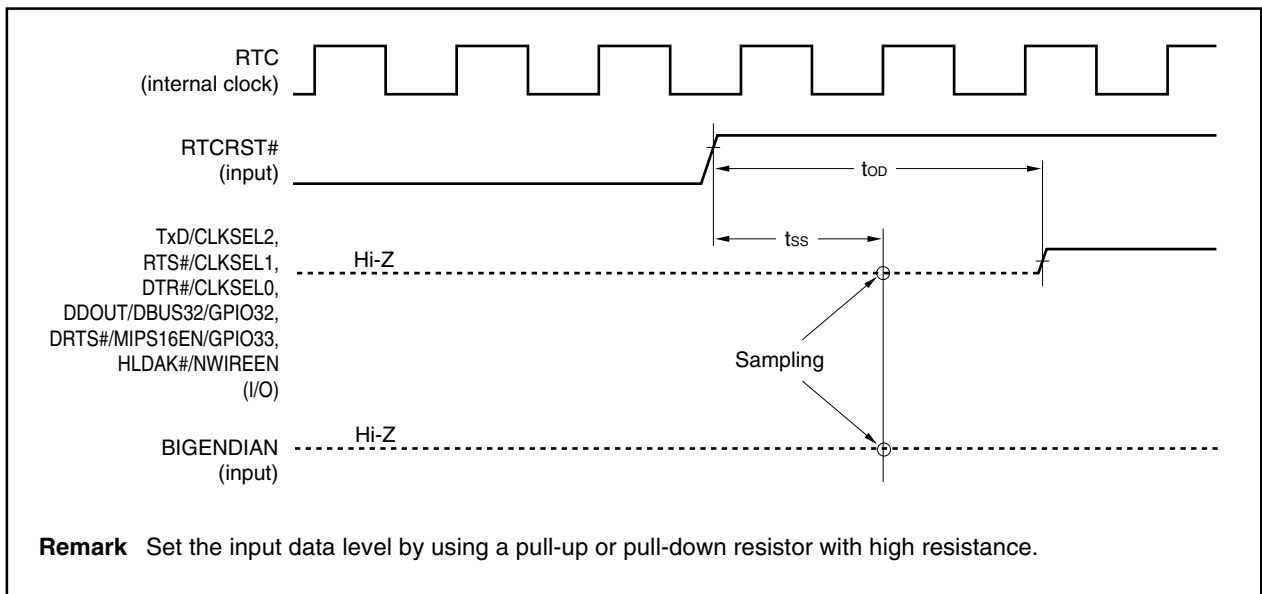 RTC
(internal clock)
RTCRST#
(input)
tOD
TxD/CLKSEL2,
RTS#/CLKSEL1,
DTR#/CLKSEL0,
DDOUT/DBUS32/GPIO32,
DRTS#/MIPS16EN/GPIO33,
HLDAK#/NWIREEN
(I/O)
Hi-Z
tSS
Sampling
BIGENDIAN
(input)
Hi-Z
Remark Set the input data level by using a pull-up or pull-down resistor with high resistance.